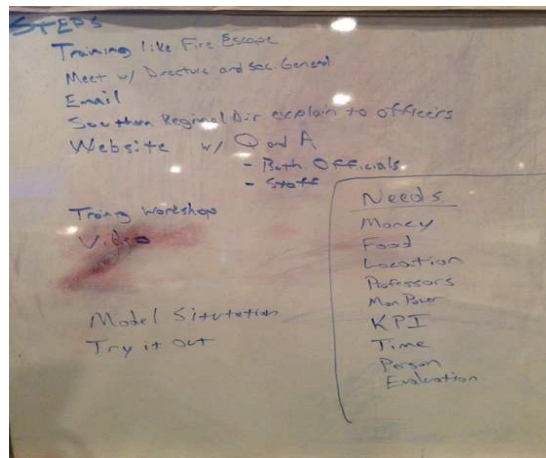 STEPS
Training like Fire Escape
Meet w/ Directure and sec. General
Email
Southern Regional Dir explain to officers
Website w/ Q and A
- Both Officials
- Staff
Traing workshop
Video
Model Situtation
Try it out
Needs
Money
Food
Location
Professors
Man Power
KPI
Time
Person
Evaluation